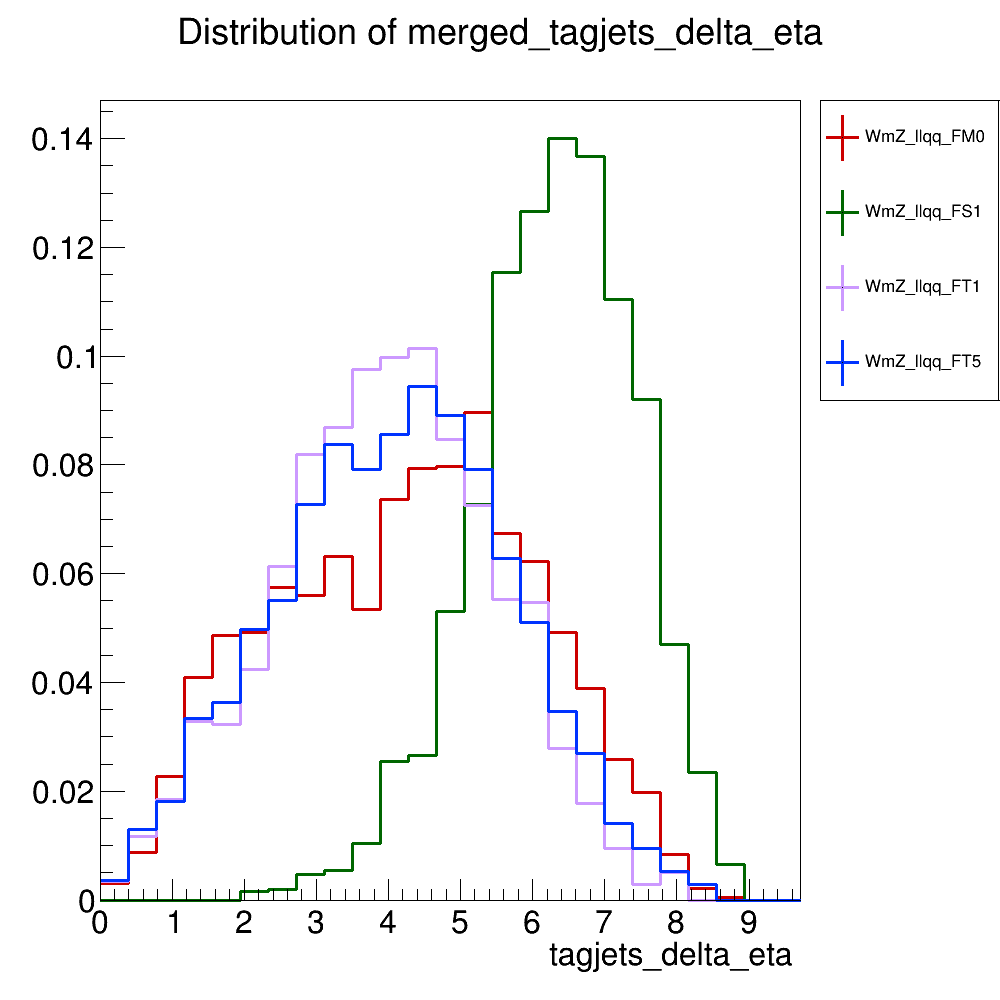 Distribution of merged_tagjets_delta_eta
0.14
0.12
0.1
0.08
0.06
0.04
0.02
0
0 1 2 3 4 5 6 7 8 9
tagjets_delta_eta
WmZ_llqq_FM0
WmZ_llqq_FS1
WmZ_llqq_FT1
WmZ_llqq_FT5